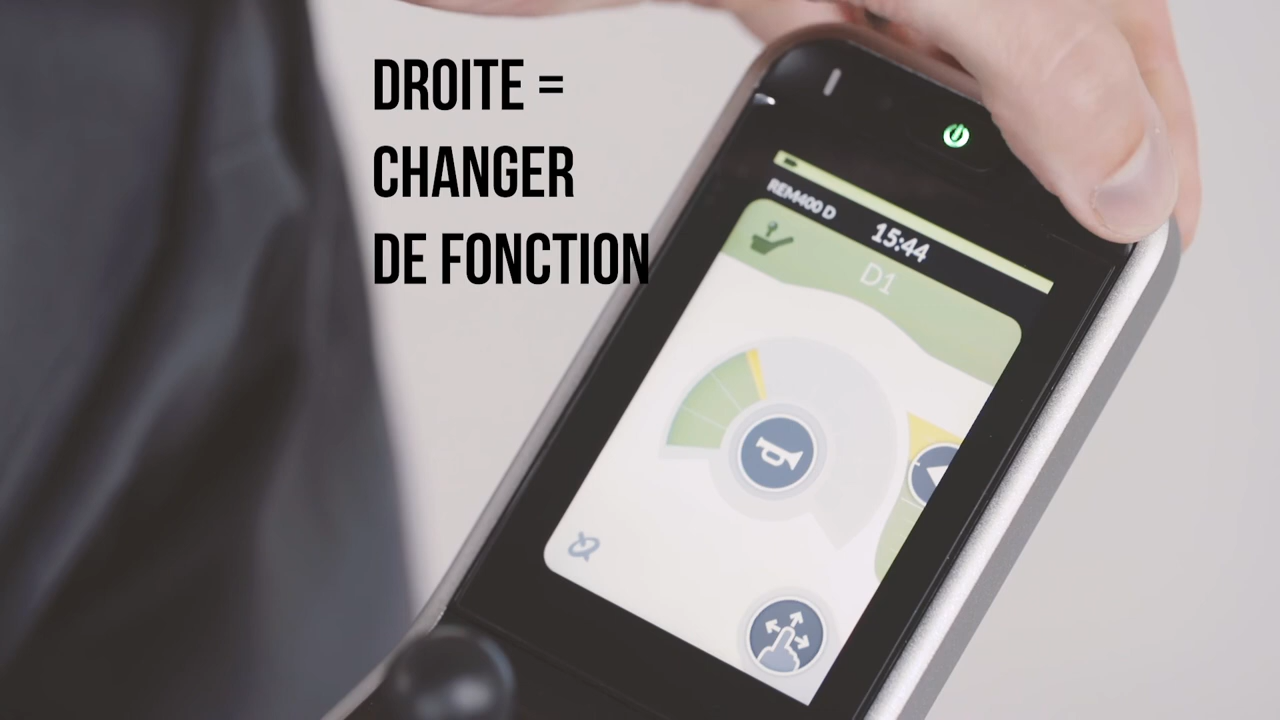 DROITE =
CHANGER
DE FONCTION
REM400 D
15:44
D1